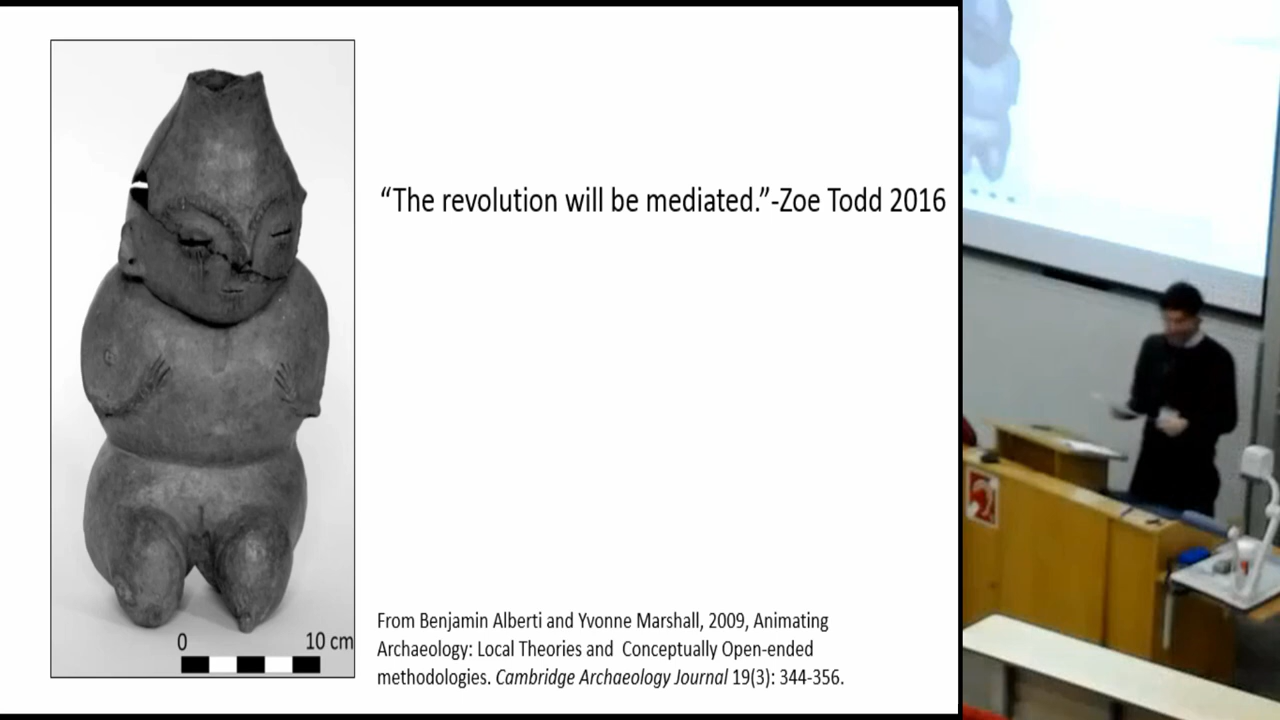 “The revolution will be mediated.”-Zoe Todd 2016
0 10 cm
From Benjamin Alberti and Yvonne Marshall, 2009, Animating
Archaeology: Local Theories and Conceptually Open-ended
methodologies. Cambridge Archaeology Journal 19(3): 344-356.